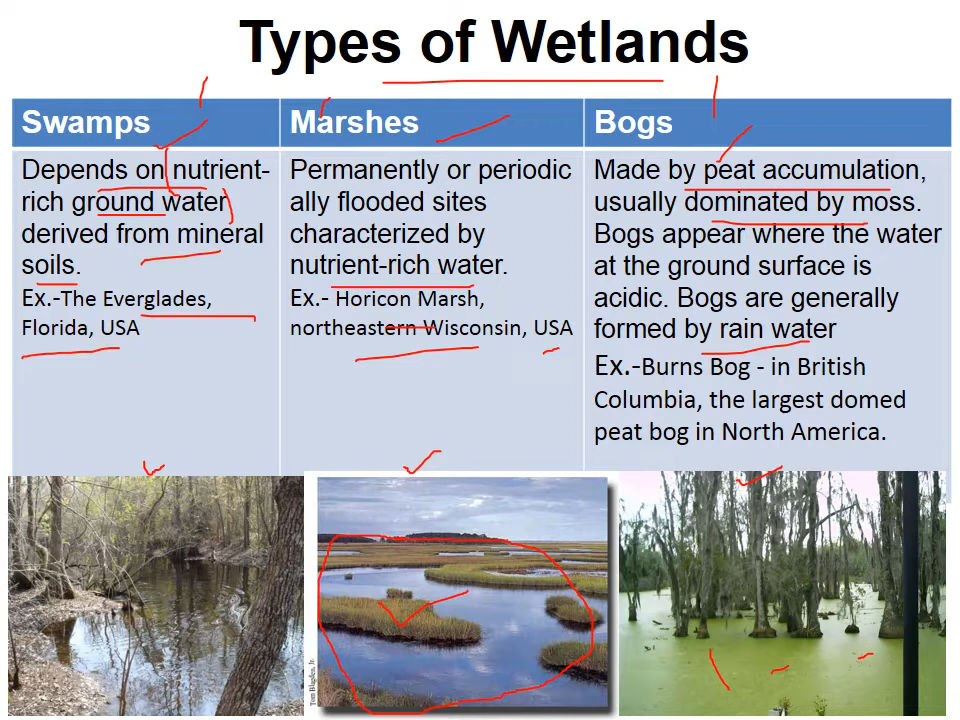 Types of Wetlands
Swamps
Depends on nutrient-
rich ground water
derived from mineral
soils.
Ex.-The Everglades,
Florida, USA
Marshes
Permanently or periodic
ally flooded sites
characterized by
nutrient-rich water.
Ex.- Horicon Marsh,
northeastern Wisconsin, USA
Bogs
Made by peat accumulation,
usually dominated by moss.
Bogs appear where the water
at the ground surface is
acidic. Bogs are generally
formed by rain water
Ex.-Burns Bog - in British
Columbia, the largest domed
peat bog in North America.
Tom Blagden, Jr.